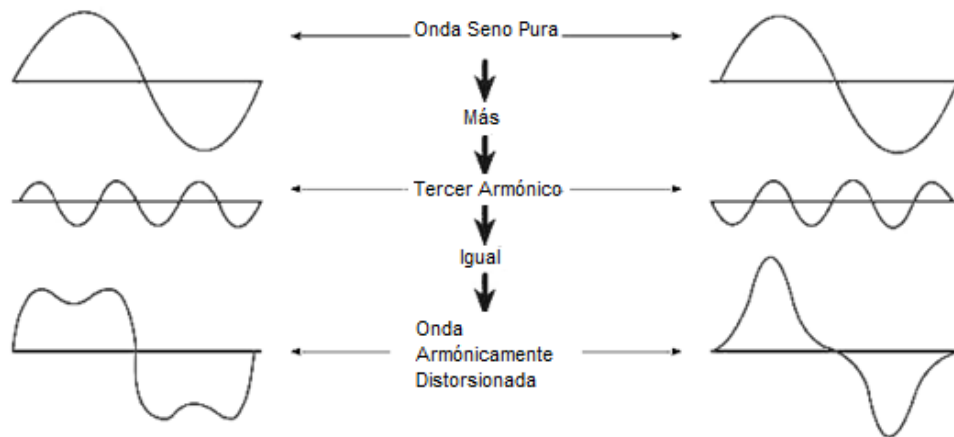 Onda Seno Pura
Más
Tercer Armónico
Igual
Onda
Armónicamente
Distorsionada